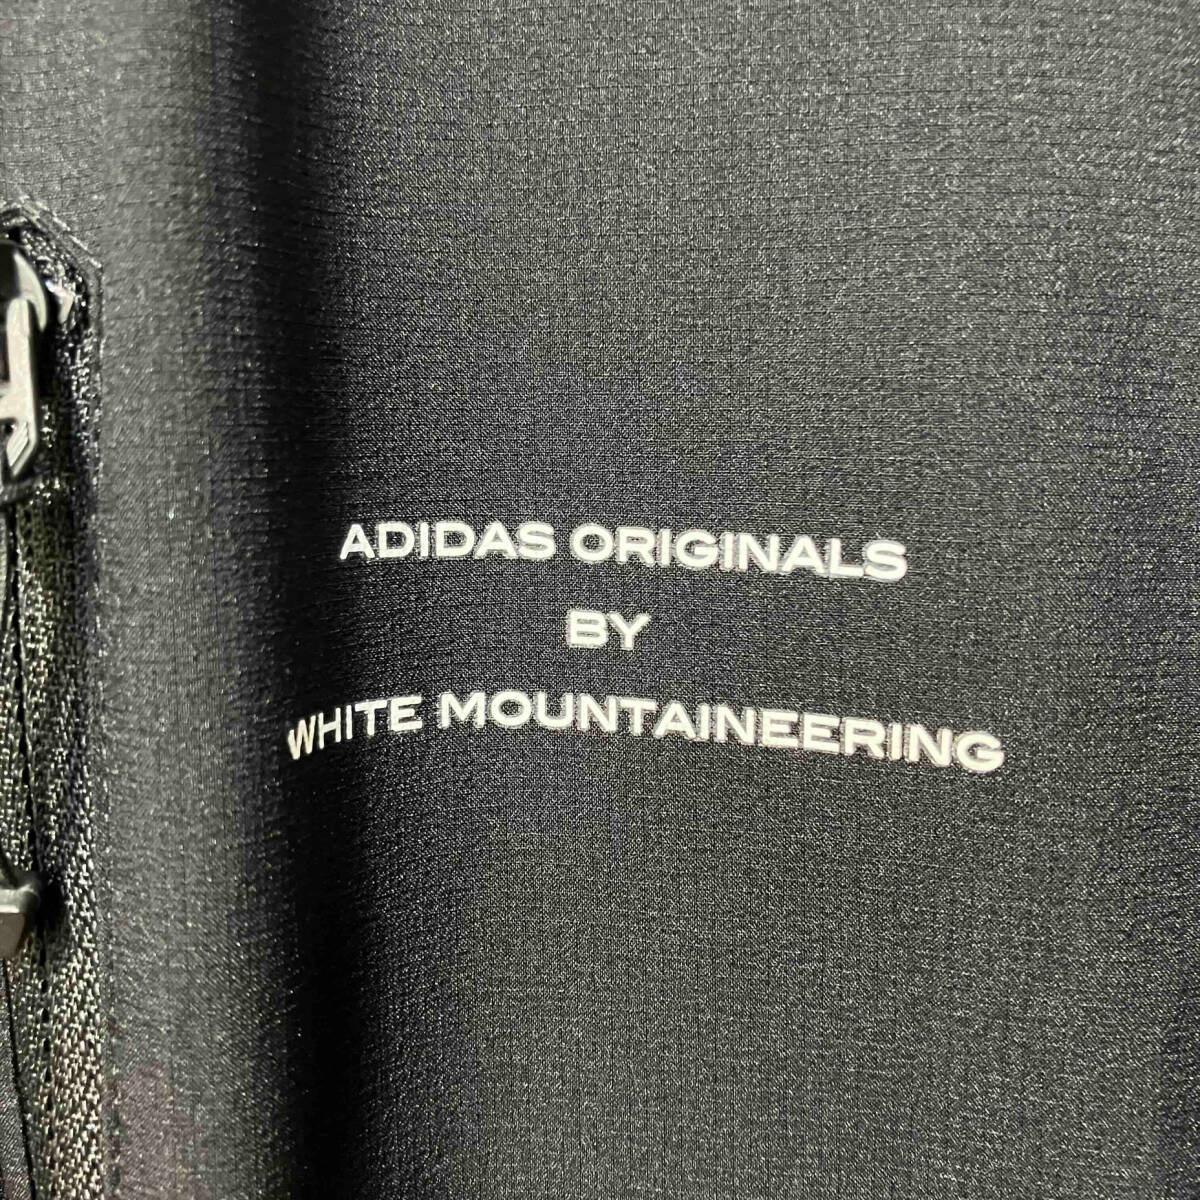 ADIDAS ORIGINALS
BY
WHITE MOUNTAINEERING